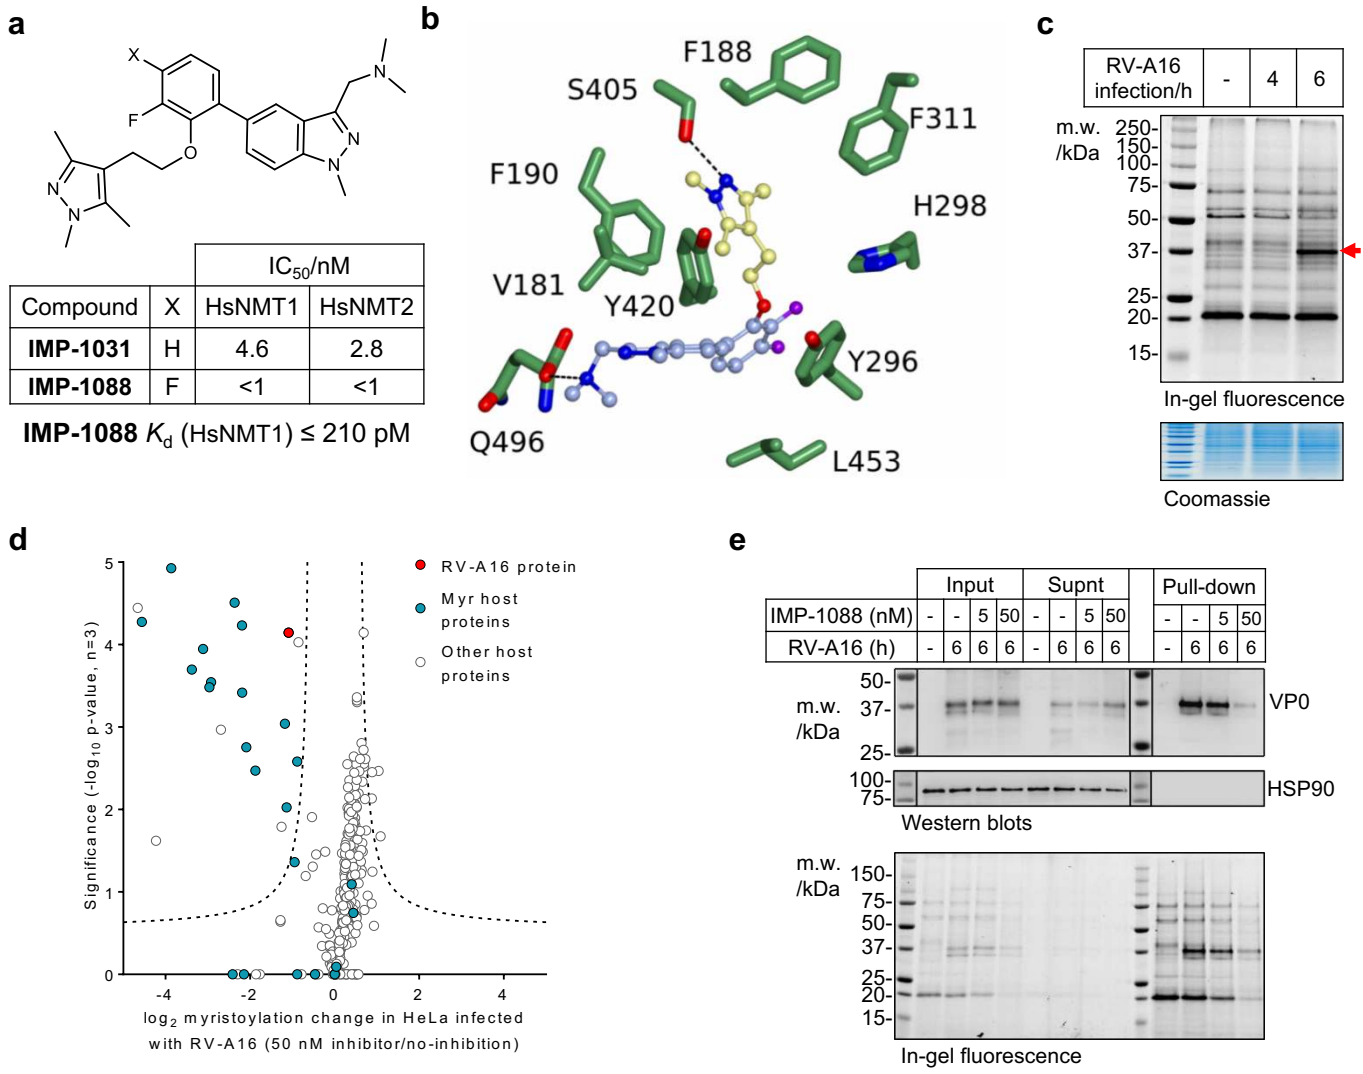 a
X
F
O
N
N
N
N
N
IC50/nM
Compound X HsNMT1 HsNMT2
IMP-1031 H 4.6 2.8
IMP-1088 F <1 <1
IMP-1088 Kd (HsNMT1) ≤ 210 pM
b
F188
S405
F311
F190
H298
V181
Y420
Y296
Q496
L453
c
RV-A16 infection/h - 4 6
m.w. /kDa
250-
150-
100-
75-
50-
37-
25-
20-
15-
In-gel fluorescence
Coomassie
d
Significance (-log10 p-value, n=3)
5
4
3
2
1
0
-4 -2 0 2 4
log2 myristoylation change in HeLa infected
with RV-A16 (50 nM inhibitor/no-inhibition)
RV-A16 protein
Myr host
proteins
Other host
proteins
e
Input Supnt Pull-down
IMP-1088 (nM) - - 5 50 - - 5 50 - - 5 50
RV-A16 (h) - 6 6 6 - 6 6 6 - 6 6 6
m.w.
/kDa
50-
37-
25-
VP0
100-
75-
HSP90
Western blots
m.w.
/kDa
150-
75-
50-
37-
25-
20-
15-
In-gel fluorescence